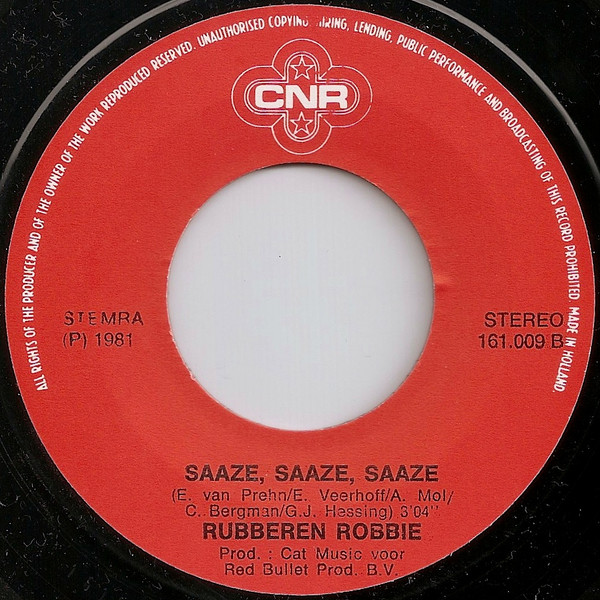 ALL RIGHTS OF THE PRODUCER AND OF THE OWNER OF THE WORK REPRODUCED RESERVED. UNAUTHORISED COPYING, HIRING, LENDING, PUBLIC PERFORMANCE AND BROADCASTING OF THIS RECORD PROHIBITED. MADE IN HOLLAND.
CNR
STEMRA
(P) 1981
STEREO
161.009 B
SAAZE, SAAZE, SAAZE
(E. van Prehn/E. Veerhoff/A. Mol/
C. Bergman/G.J. Hessing) 3'04''
RUBBEREN ROBBIE
Prod. : Cat Music voor
Red Bullet Prod. B.V.